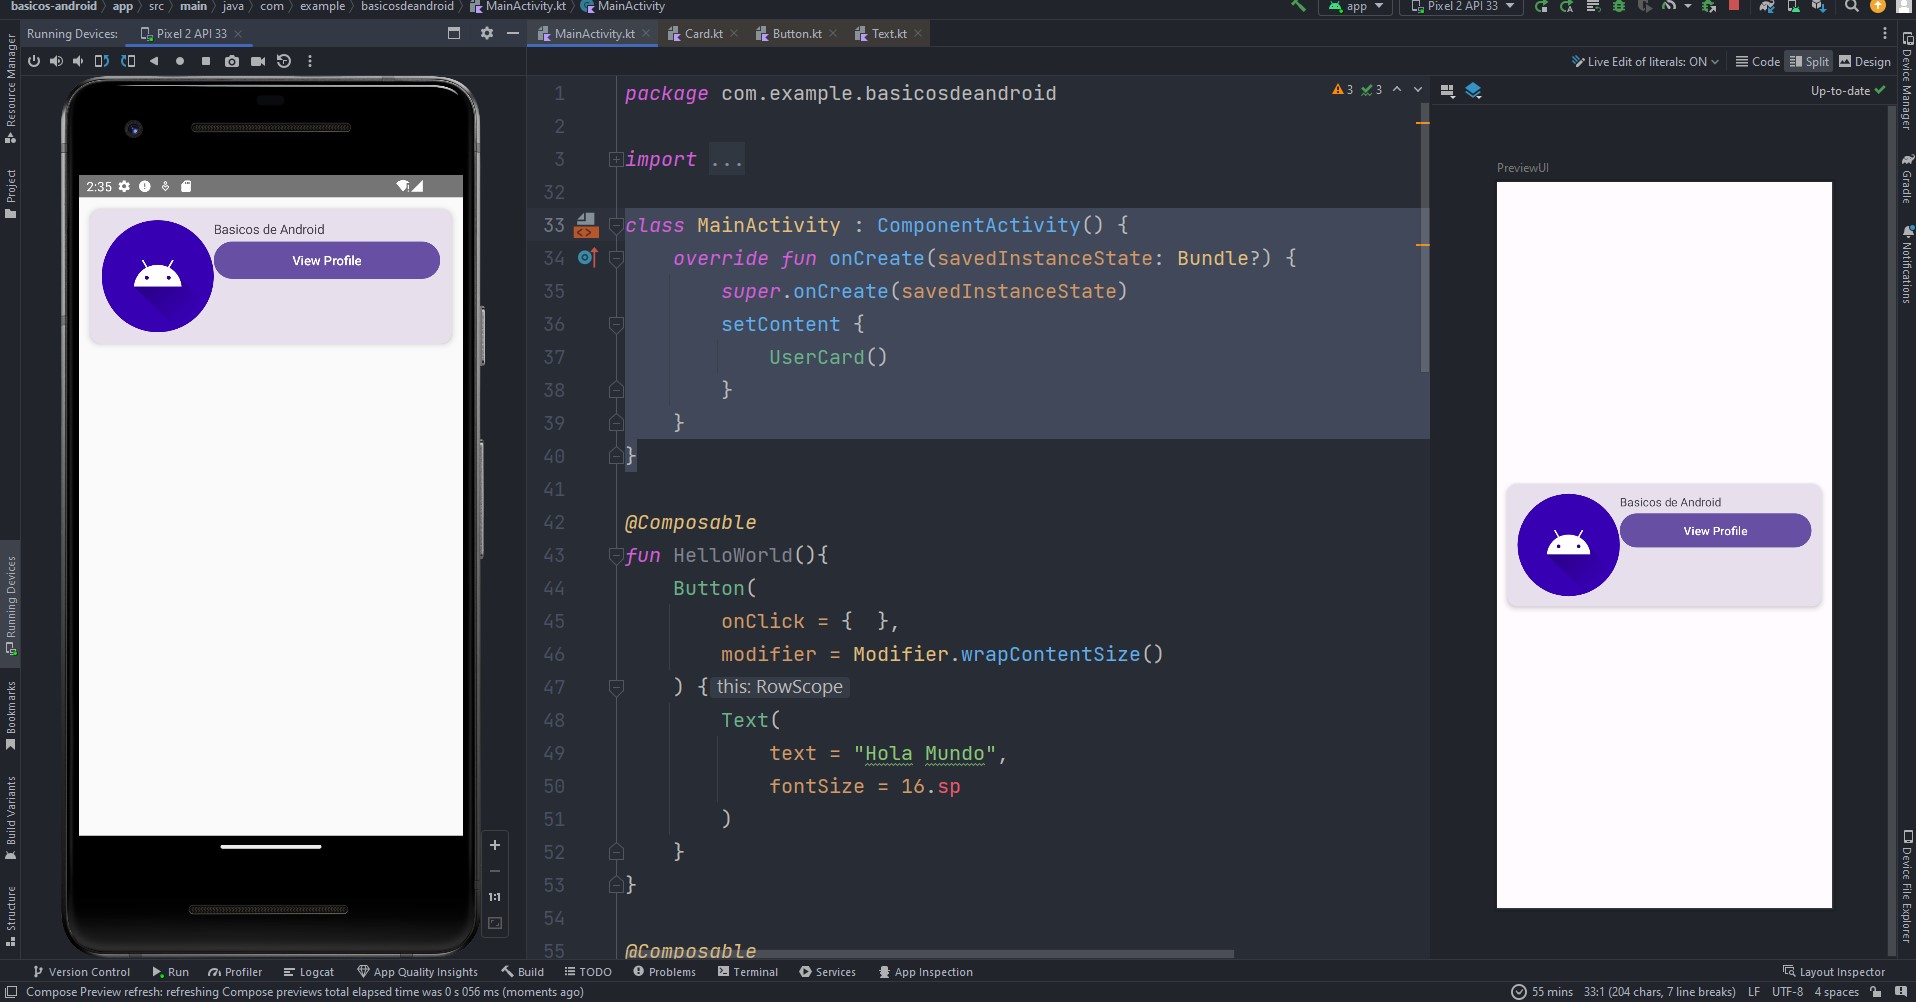 basicos-android > app > src > main > java > com > example > basicosdeandroid > MainActivity.kt > MainActivity
app
Pixel 2 API 33
Running Devices:
Pixel 2 API 33
MainActivity.kt
Card.kt
Button.kt
Text.kt
Live Edit of literals: ON
Code
Split
Design
Resource Manager
Project
Running Devices
Bookmarks
Build Variants
Structure
2:35
Basicos de Android
View Profile
1:1
1 package com.example.basicosdeandroid
2
3 import ...
32
33 class MainActivity : ComponentActivity() {
34 override fun onCreate(savedInstanceState: Bundle?) {
35 super.onCreate(savedInstanceState)
36 setContent {
37 UserCard()
38 }
39 }
40 }
41
42 @Composable
43 fun HelloWorld(){
44 Button(
45 onClick = {  },
46 modifier = Modifier.wrapContentSize()
47 ) { this: RowScope
48 Text(
49 text = "Hola Mundo",
50 fontSize = 16.sp
51 )
52 }
53 }
54
55 @Composable
3 3
Up-to-date
PreviewUI
Basicos de Android
View Profile
Device Manager
Gradle
Notifications
Device File Explorer
Version Control
Run
Profiler
Logcat
App Quality Insights
Build
TODO
Problems
Terminal
Services
App Inspection
Layout Inspector
Compose Preview refresh: refreshing Compose previews total elapsed time was 0 s 056 ms (moments ago)
55 mins
33:1 (204 chars, 7 line breaks)
LF
UTF-8
4 spaces